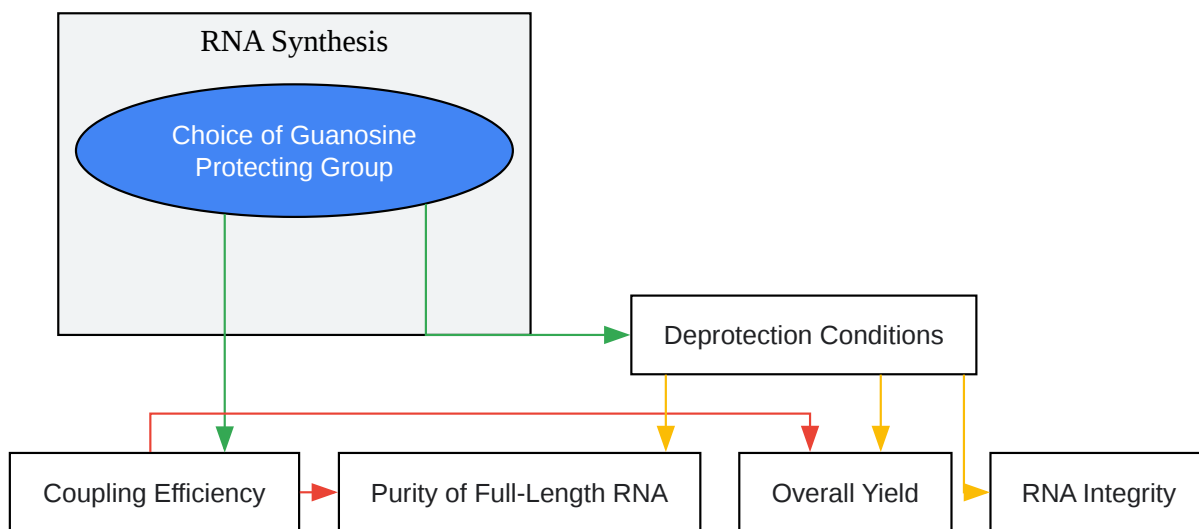 RNA Synthesis
Choice of Guanosine
Protecting Group
Deprotection Conditions
Coupling Efficiency
Purity of Full-Length RNA
Overall Yield
RNA Integrity